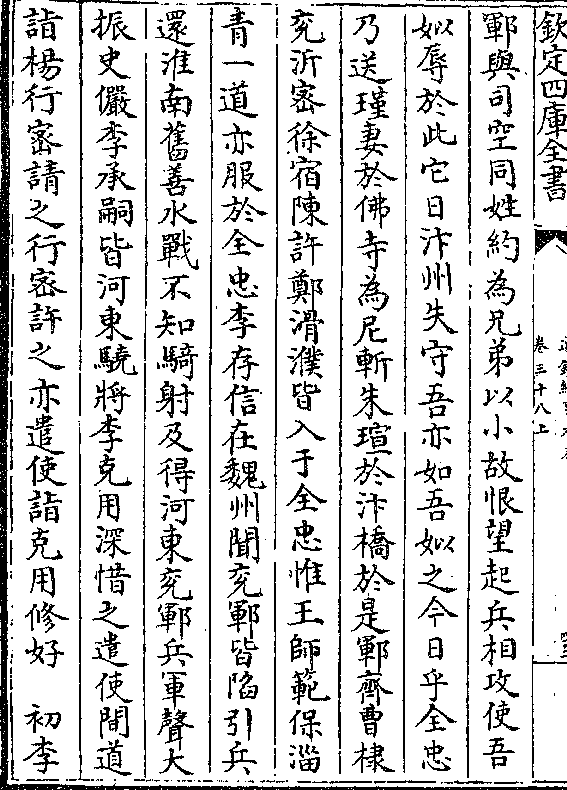 欽定四庫全書
卷三十八上
鄆與司空同姓約為兄弟以小故恨望起兵相攻使吾
姒辱於此它日汴州失守吾亦如吾姒之今日乎全忠
乃送瑾妻於佛寺為尼斬朱瑄於汴橋於是鄆齊曹棣
兖沂密徐宿陳許鄭滑濮皆入于全忠惟王師範保淄
青一道亦服於全忠李存信在魏州聞兖鄆皆陷引兵
還淮南舊善水戰不知騎射及得河東兖鄆兵軍聲大
振史儼李承嗣皆河東驍將李克用深惜之遣使間道
詣楊行密請之行密許之亦遣使詣克用修好　初李